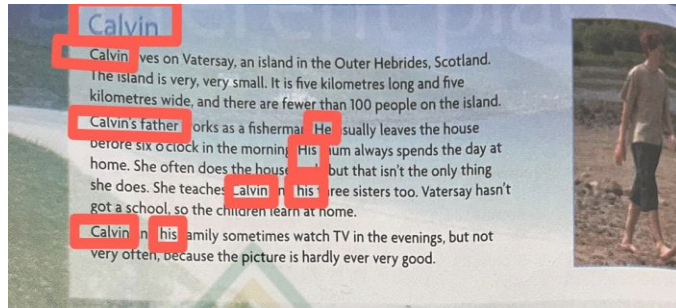 Calvin
Calvin ves on Vatersay, an island in the Outer Hebrides, Scotland.
The island is very, very small. It is five kilometres long and five
kilometres wide, and there are fewer than 100 people on the island.
Calvin's father orks as a fisherma He sually leaves the house
before six o'clock in the morning His um always spends the day at
home. She often does the house but that isn't the only thing
she does. She teaches Calvin n his ree sisters too. Vatersay hasn't
got a school, so the children learn at home.
Calvin n his amily sometimes watch TV in the evenings, but not
very often, because the picture is hardly ever very good.